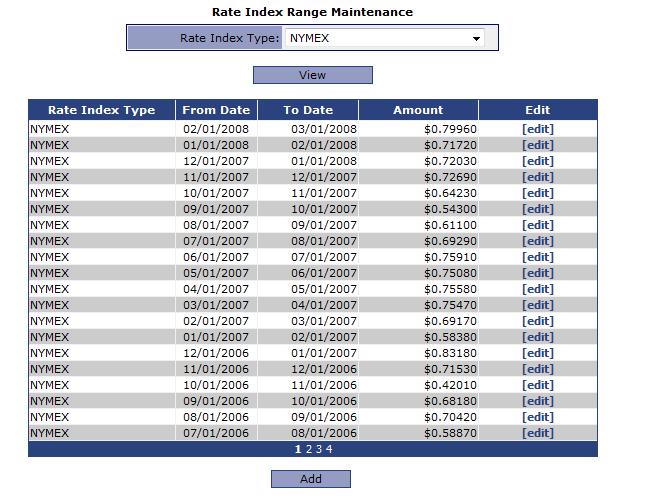 Rate Index Range Maintenance
Rate Index Type: NYMEX
View
Rate Index Type From Date To Date Amount Edit
NYMEX 02/01/2008 03/01/2008 $0.79960 [edit]
NYMEX 01/01/2008 02/01/2008 $0.71720 [edit]
NYMEX 12/01/2007 01/01/2008 $0.72030 [edit]
NYMEX 11/01/2007 12/01/2007 $0.72690 [edit]
NYMEX 10/01/2007 11/01/2007 $0.64230 [edit]
NYMEX 09/01/2007 10/01/2007 $0.54300 [edit]
NYMEX 08/01/2007 09/01/2007 $0.61100 [edit]
NYMEX 07/01/2007 08/01/2007 $0.69290 [edit]
NYMEX 06/01/2007 07/01/2007 $0.75910 [edit]
NYMEX 05/01/2007 06/01/2007 $0.75080 [edit]
NYMEX 04/01/2007 05/01/2007 $0.75580 [edit]
NYMEX 03/01/2007 04/01/2007 $0.75470 [edit]
NYMEX 02/01/2007 03/01/2007 $0.69170 [edit]
NYMEX 01/01/2007 02/01/2007 $0.58380 [edit]
NYMEX 12/01/2006 01/01/2007 $0.83180 [edit]
NYMEX 11/01/2006 12/01/2006 $0.71530 [edit]
NYMEX 10/01/2006 11/01/2006 $0.42010 [edit]
NYMEX 09/01/2006 10/01/2006 $0.68180 [edit]
NYMEX 08/01/2006 09/01/2006 $0.70420 [edit]
NYMEX 07/01/2006 08/01/2006 $0.58870 [edit]
1 2 3 4
Add